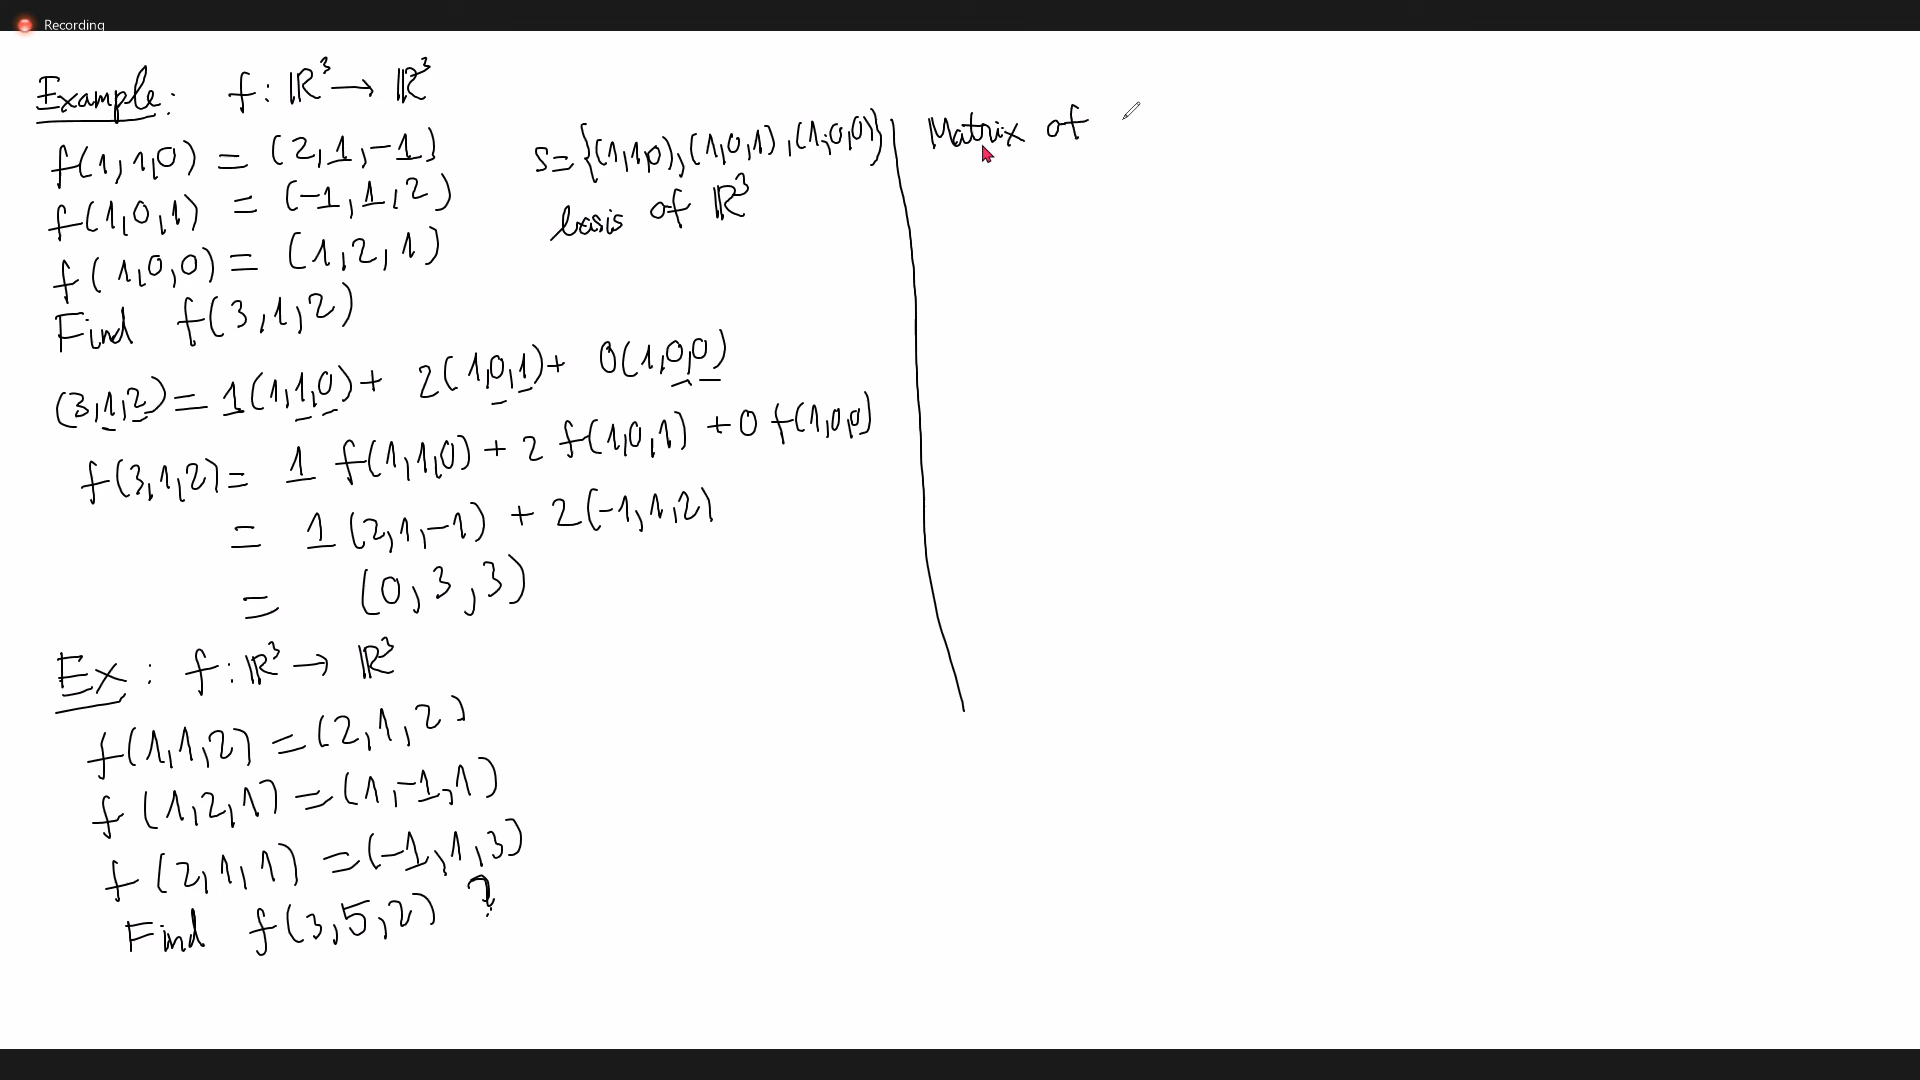 Recording
Example: f: ℝ³ → ℝ³
f(1,1,0) = (2,1,-1)
f(1,0,1) = (-1,1,2)
f(1,0,0) = (1,2,1)
Find f(3,1,2)
S={(1,1,0),(1,0,1),(1,0,0)}
basis of ℝ³
(3,1,2)= 1(1,1,0)+ 2(1,0,1)+ 0(1,0,0)
f(3,1,2)= 1 f(1,1,0)+2 f(1,0,1) +0 f(1,0,0)
= 1(2,1,-1) + 2(-1,1,2)
= (0,3,3)
Ex: f:ℝ³→ ℝ³
f(1,1,2) =(2,1,2)
f(1,2,1) =(1,-1,1)
f(2,1,1) =(-1,1,3)
Find f(3,5,2) ?
Matrix of